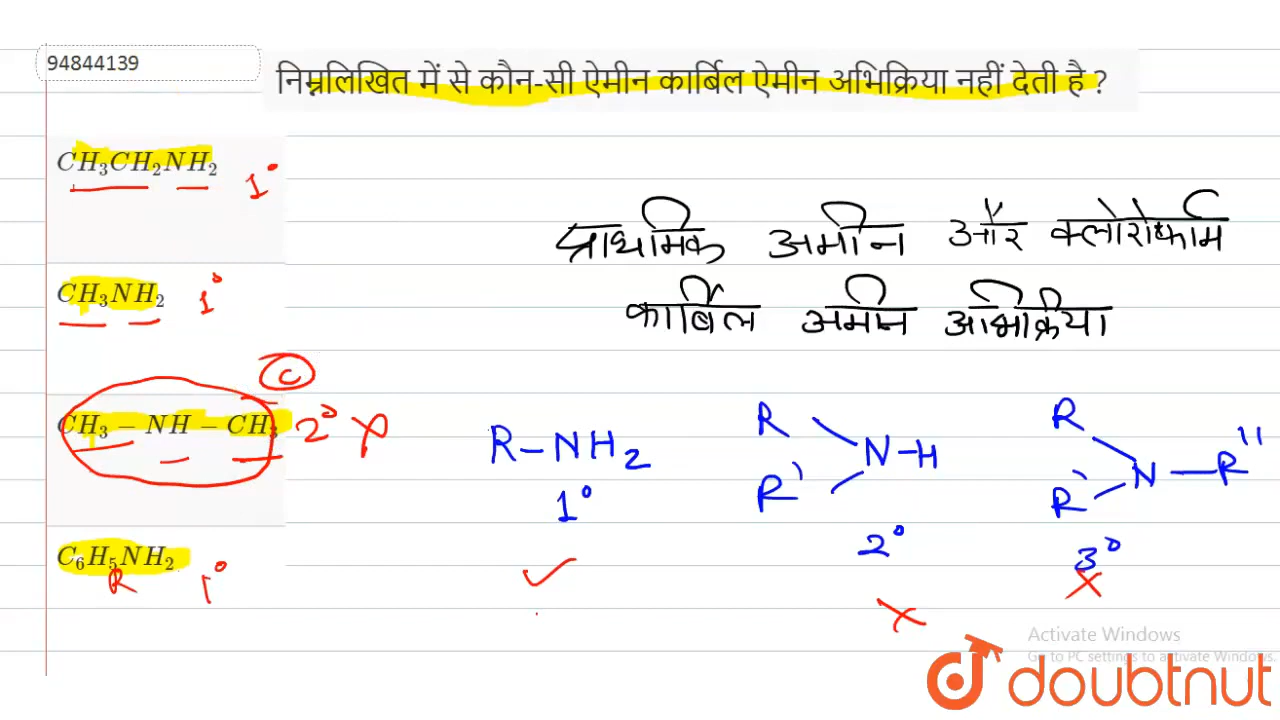 94844139
निम्नलिखित में से कौन-सी ऐमीन कार्बिल ऐमीन अभिक्रिया नहीं देती है ?
CH₃CH₂NH₂ 1°
प्राथमिक अमीन और क्लोरोफार्म
CH₃NH₂ 1°
कार्बिल अमीन अभिक्रिया
C
CH₃ − NH − CH₃ 2° X
R-NH₂ R R' N-H R R' N-R''
1° 2° 3°
C₆H₅NH₂
R 1°
Activate Windows
Go to PC settings to activate Windows.
doubtnut